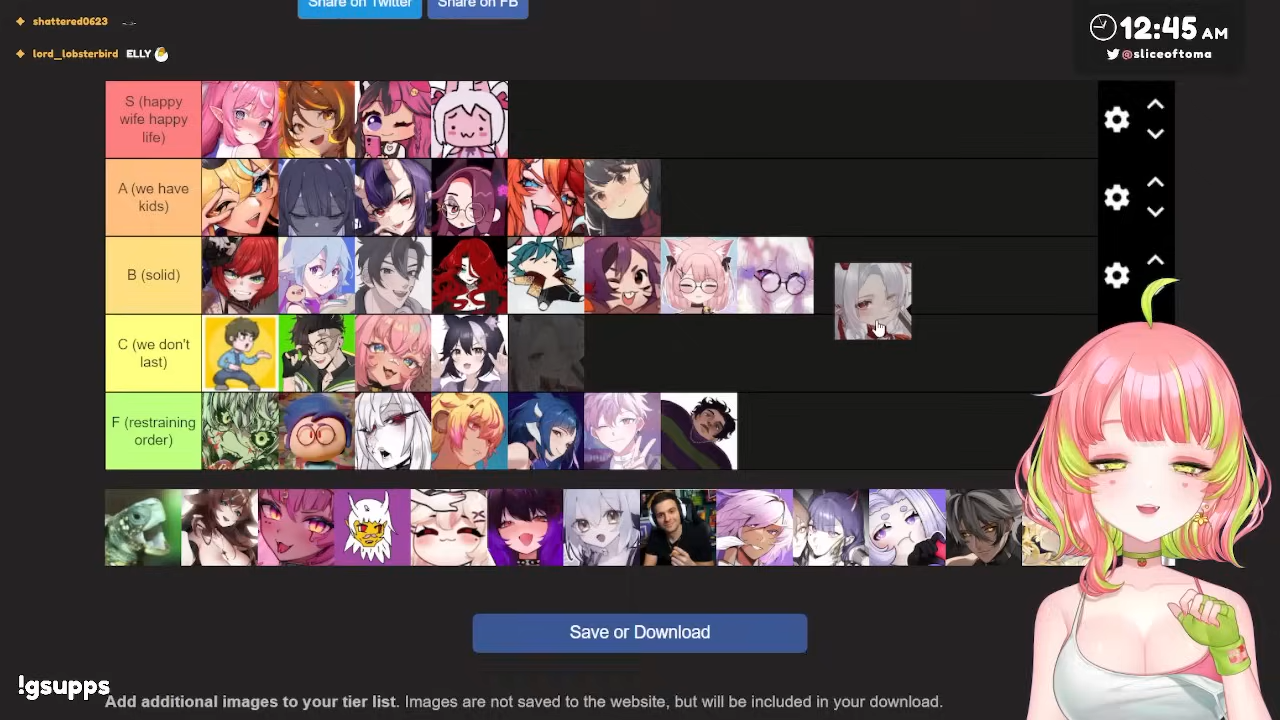 Share on Twitter
Share on FB
shattered0623
lord_lobsterbird ELLY
12:45 AM
@sliceoftoma
S (happy
wife happy
life)
A (we have
kids)
B (solid)
C (we don't
last)
F (restraining
order)
Save or Download
!gsupps
Add additional images to your tier list. Images are not saved to the website, but will be included in your download.